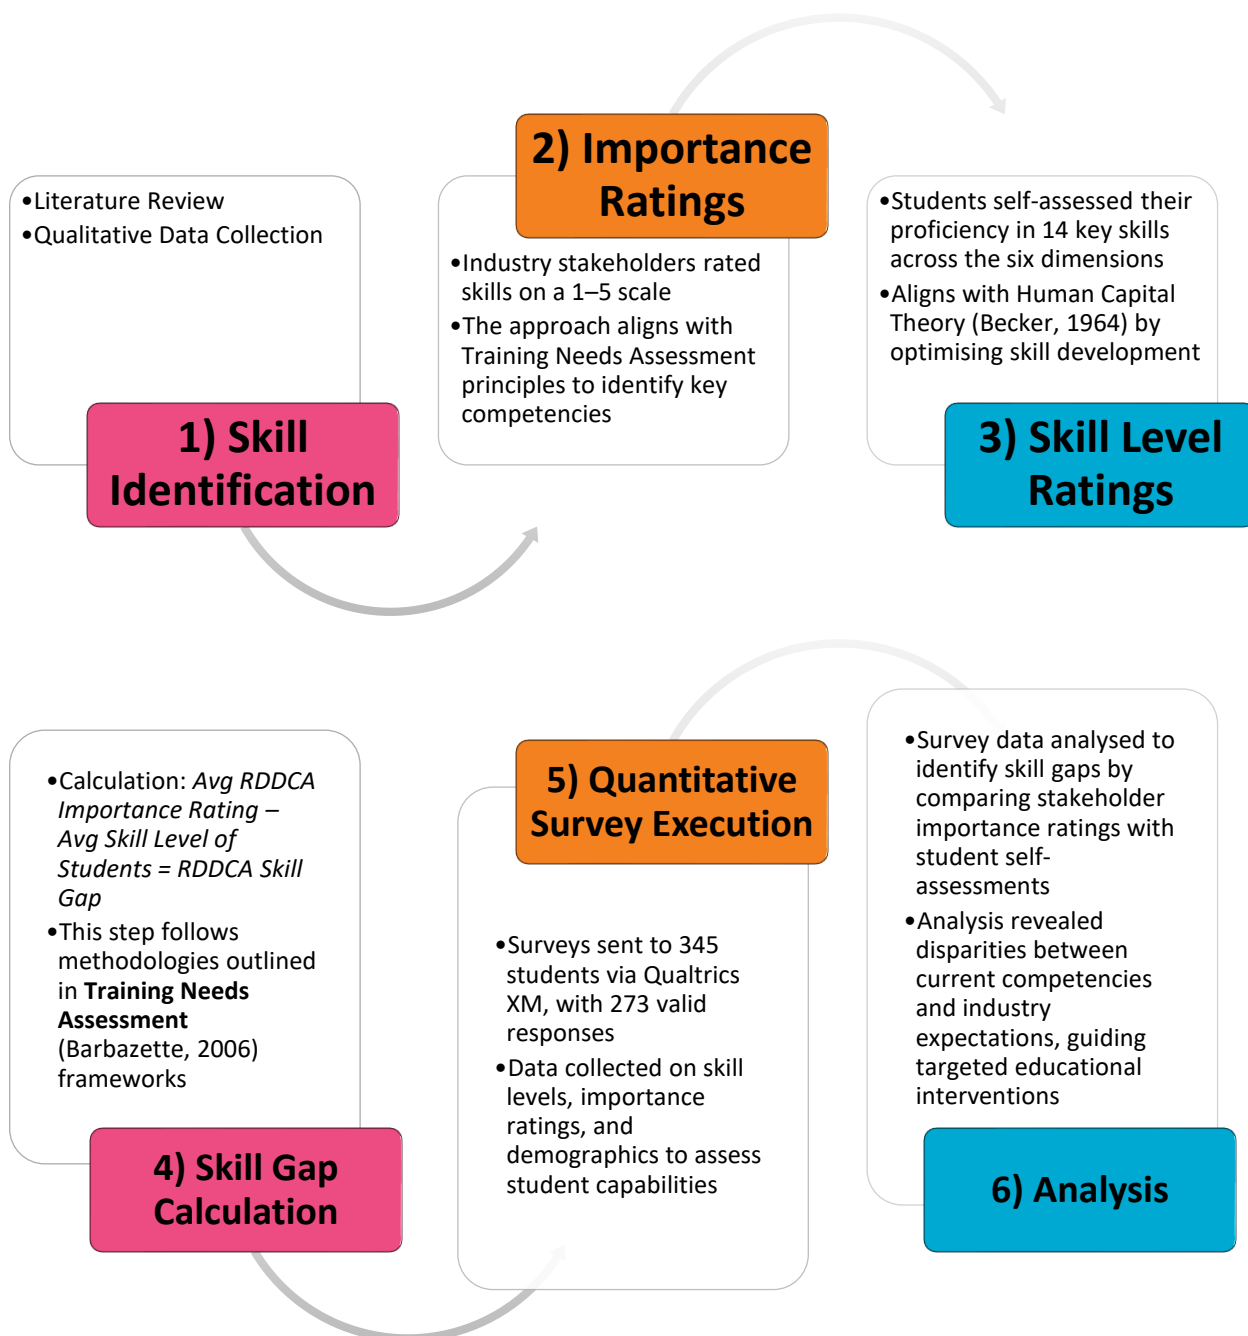 •Literature Review
•Qualitative Data Collection
1) Skill
Identification
2) Importance
Ratings
•Industry stakeholders rated
skills on a 1–5 scale
•The approach aligns with
Training Needs Assessment
principles to identify key
competencies
•Students self-assessed their
proficiency in 14 key skills
across the six dimensions
•Aligns with Human Capital
Theory (Becker, 1964) by
optimising skill development
3) Skill Level
Ratings
•Calculation: Avg RDDCA
Importance Rating –
Avg Skill Level of
Students = RDDCA Skill
Gap
•This step follows
methodologies outlined
in Training Needs
Assessment
(Barbazette, 2006)
frameworks
4) Skill Gap
Calculation
5) Quantitative
Survey Execution
•Surveys sent to 345
students via Qualtrics
XM, with 273 valid
responses
•Data collected on skill
levels, importance
ratings, and
demographics to assess
student capabilities
•Survey data analysed to
identify skill gaps by
comparing stakeholder
importance ratings with
student self-
assessments
•Analysis revealed
disparities between
current competencies
and industry
expectations, guiding
targeted educational
interventions
6) Analysis